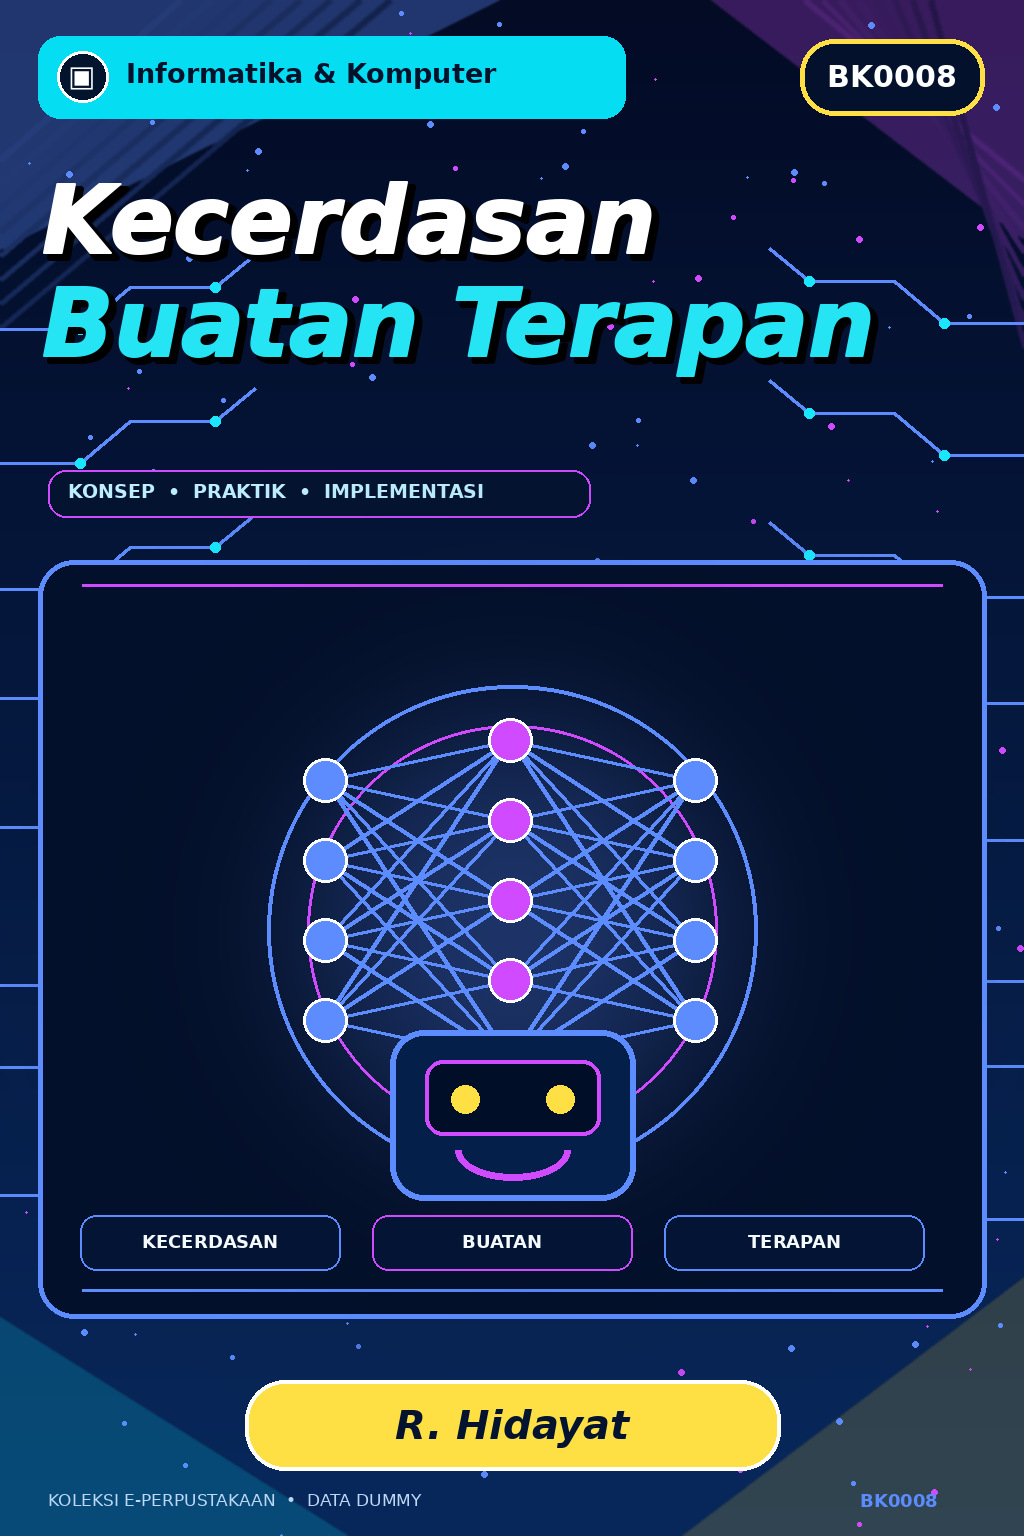 ▣ Informatika & Komputer
BK0008
Kecerdasan
Buatan Terapan
KONSEP • PRAKTIK • IMPLEMENTASI
KECERDASAN
BUATAN
TERAPAN
R. Hidayat
KOLEKSI E-PERPUSTAKAAN • DATA DUMMY
BK0008